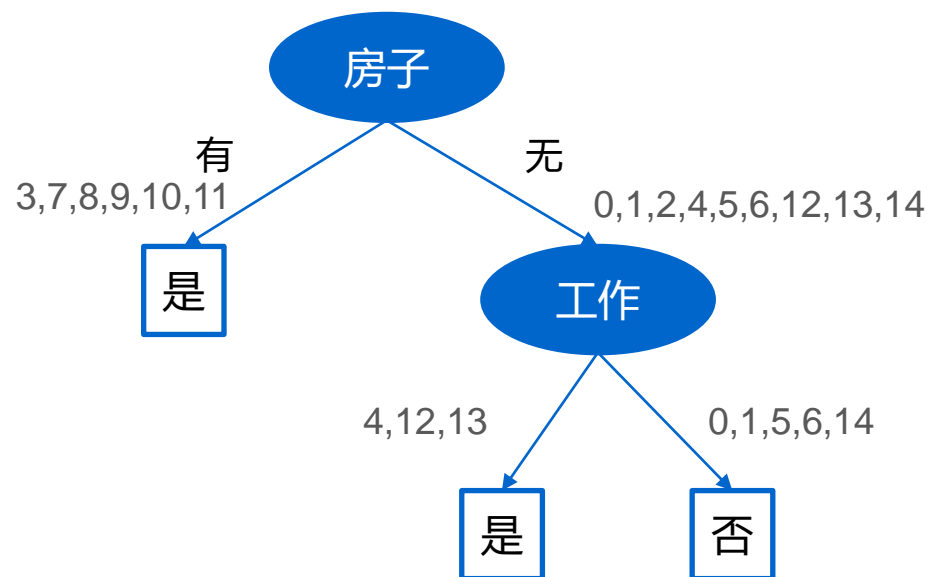 房子
有
无
3,7,8,9,10,11
0,1,2,4,5,6,12,13,14
是
工作
4,12,13
0,1,5,6,14
是
否